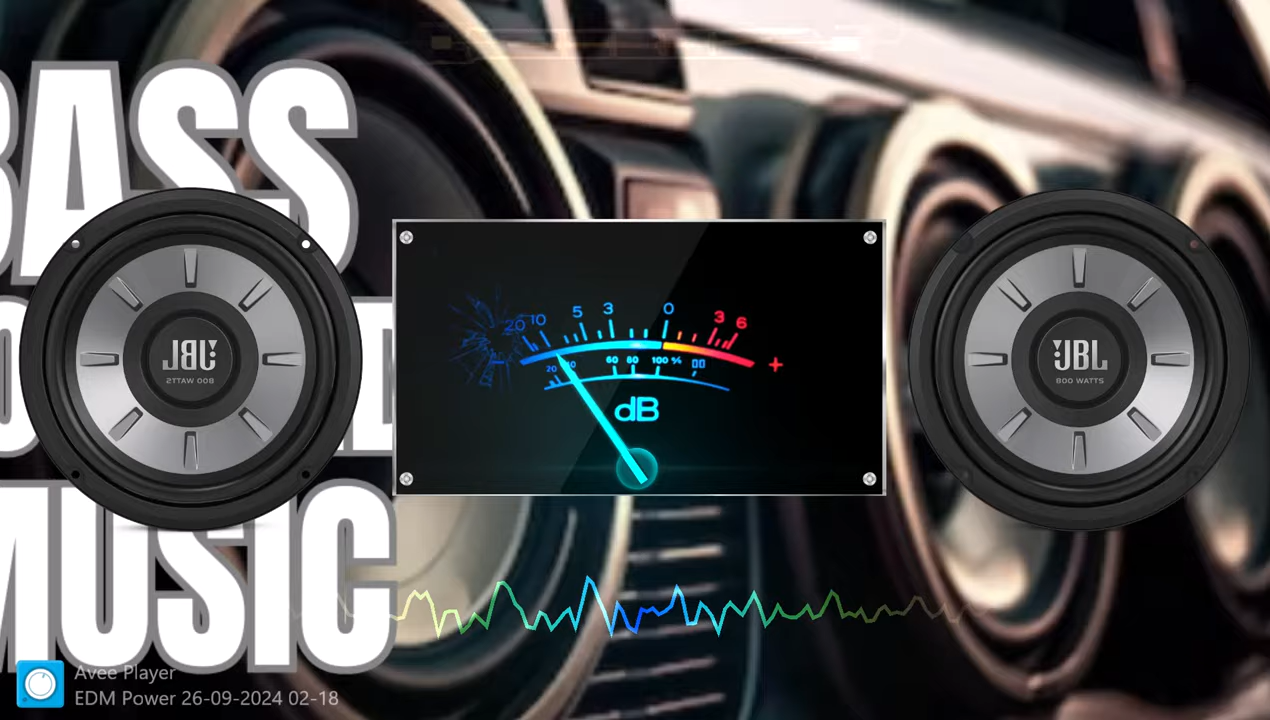 BASS
MUSIC
JBL
800 WATTS
20 10 5 3 0 3 6
+
20 60 80 100 %
dB
JBL
800 WATTS
Avee Player
EDM Power 26-09-2024 02-18